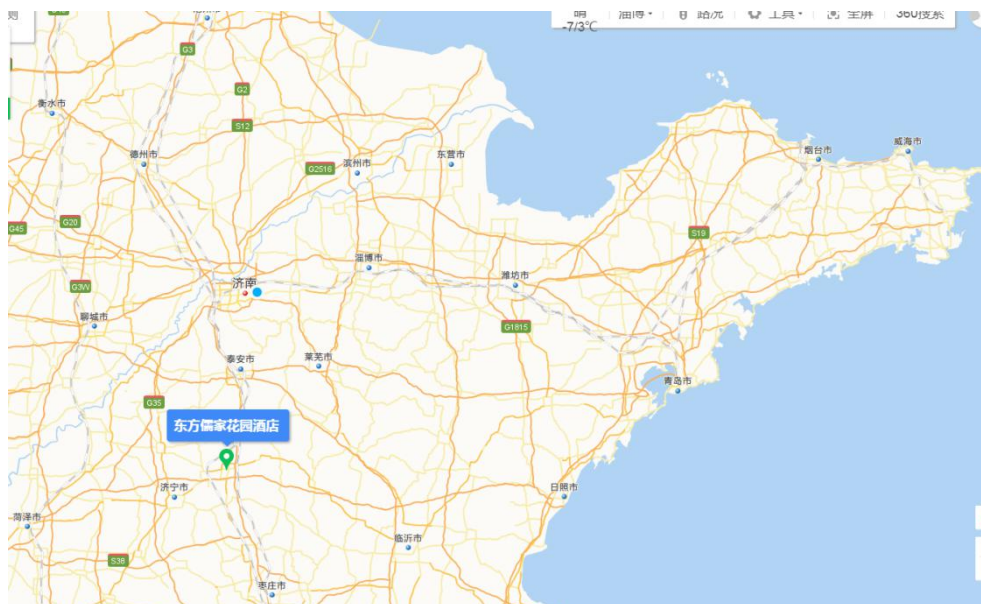 晴
-7/3℃
淄博
路况
工具
全屏
360搜索
G3
衡水市
G2
S12
德州市
滨州市
G2516
东营市
烟台市
威海市
G20
G45
S19
淄博市
潍坊市
G3W
济南
聊城市
G1815
泰安市
莱芜市
青岛市
G35
东方儒家花园酒店
济宁市
日照市
菏泽市
临沂市
S38
枣庄市